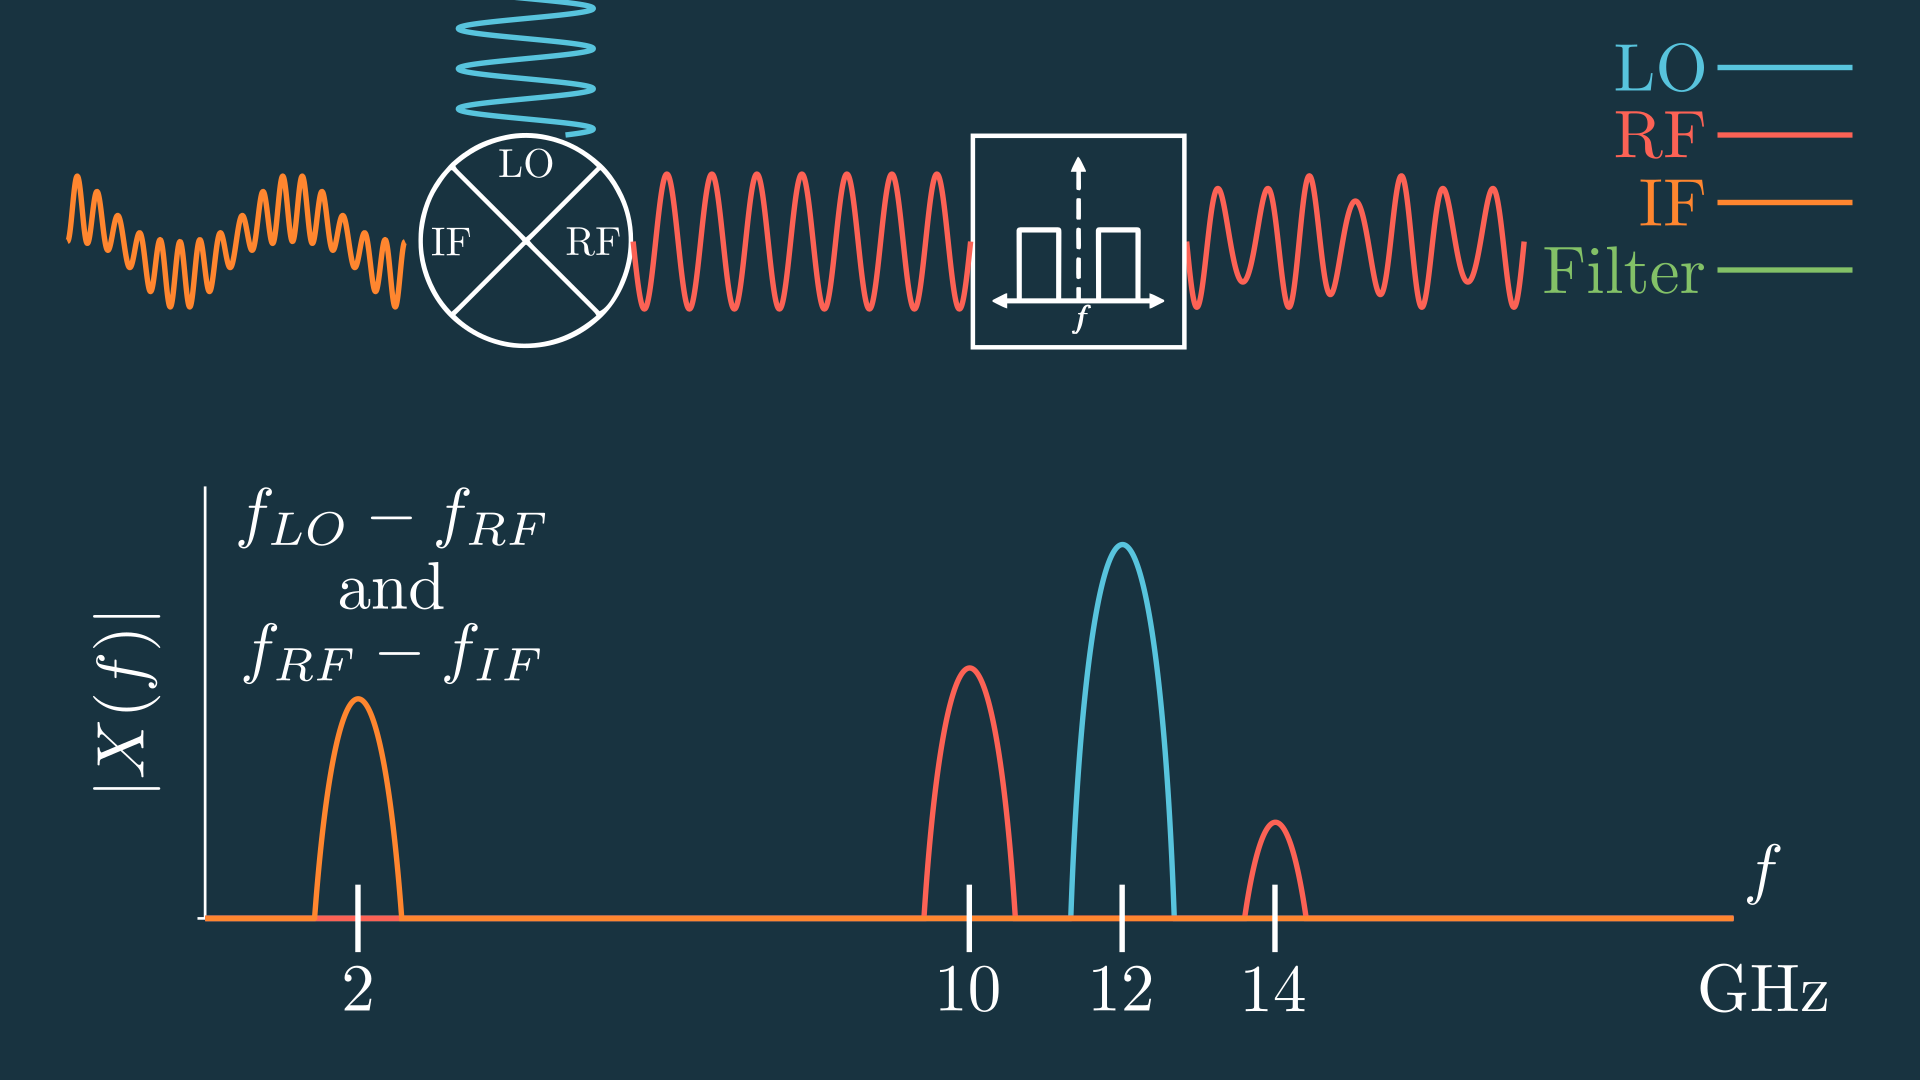 LO
RF
IF
Filter
LO
IF
RF
f
f_{LO} − f_{RF}
and
f_{RF} − f_{IF}
|X(f)|
f
2
10
12
14
GHz